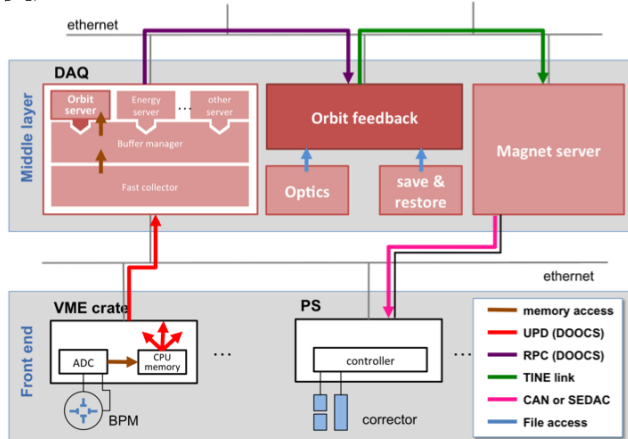 ethernet
Middle layer
DAQ
Orbit
server
Energy
server
...
other
server
Buffer manager
Fast collector
Orbit feedback
Optics
save &
restore
Magnet server
ethernet
Front end
VME crate
ADC
CPU
memory
...
BPM
PS
controller
...
corrector
memory access
UPD (DOOCS)
RPC (DOOCS)
TINE link
CAN or SEDAC
File access